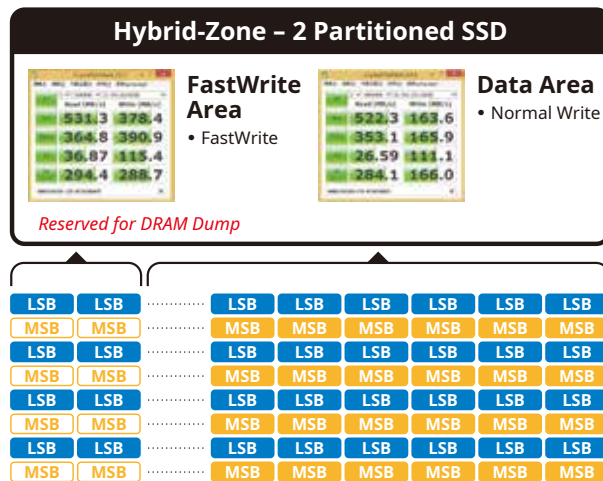 Hybrid-Zone – 2 Partitioned SSD
FastWrite
Area
• FastWrite
531.3 378.4
364.8 390.9
36.87 115.4
294.4 288.7
Reserved for DRAM Dump
Data Area
• Normal Write
522.3 163.6
353.1 165.9
26.59 111.1
284.1 166.0
LSB LSB LSB LSB LSB LSB LSB LSB
MSB MSB MSB MSB MSB MSB MSB MSB
LSB LSB LSB LSB LSB LSB LSB LSB
MSB MSB MSB MSB MSB MSB MSB MSB
LSB LSB LSB LSB LSB LSB LSB LSB
MSB MSB MSB MSB MSB MSB MSB MSB
LSB LSB LSB LSB LSB LSB LSB LSB
MSB MSB MSB MSB MSB MSB MSB MSB